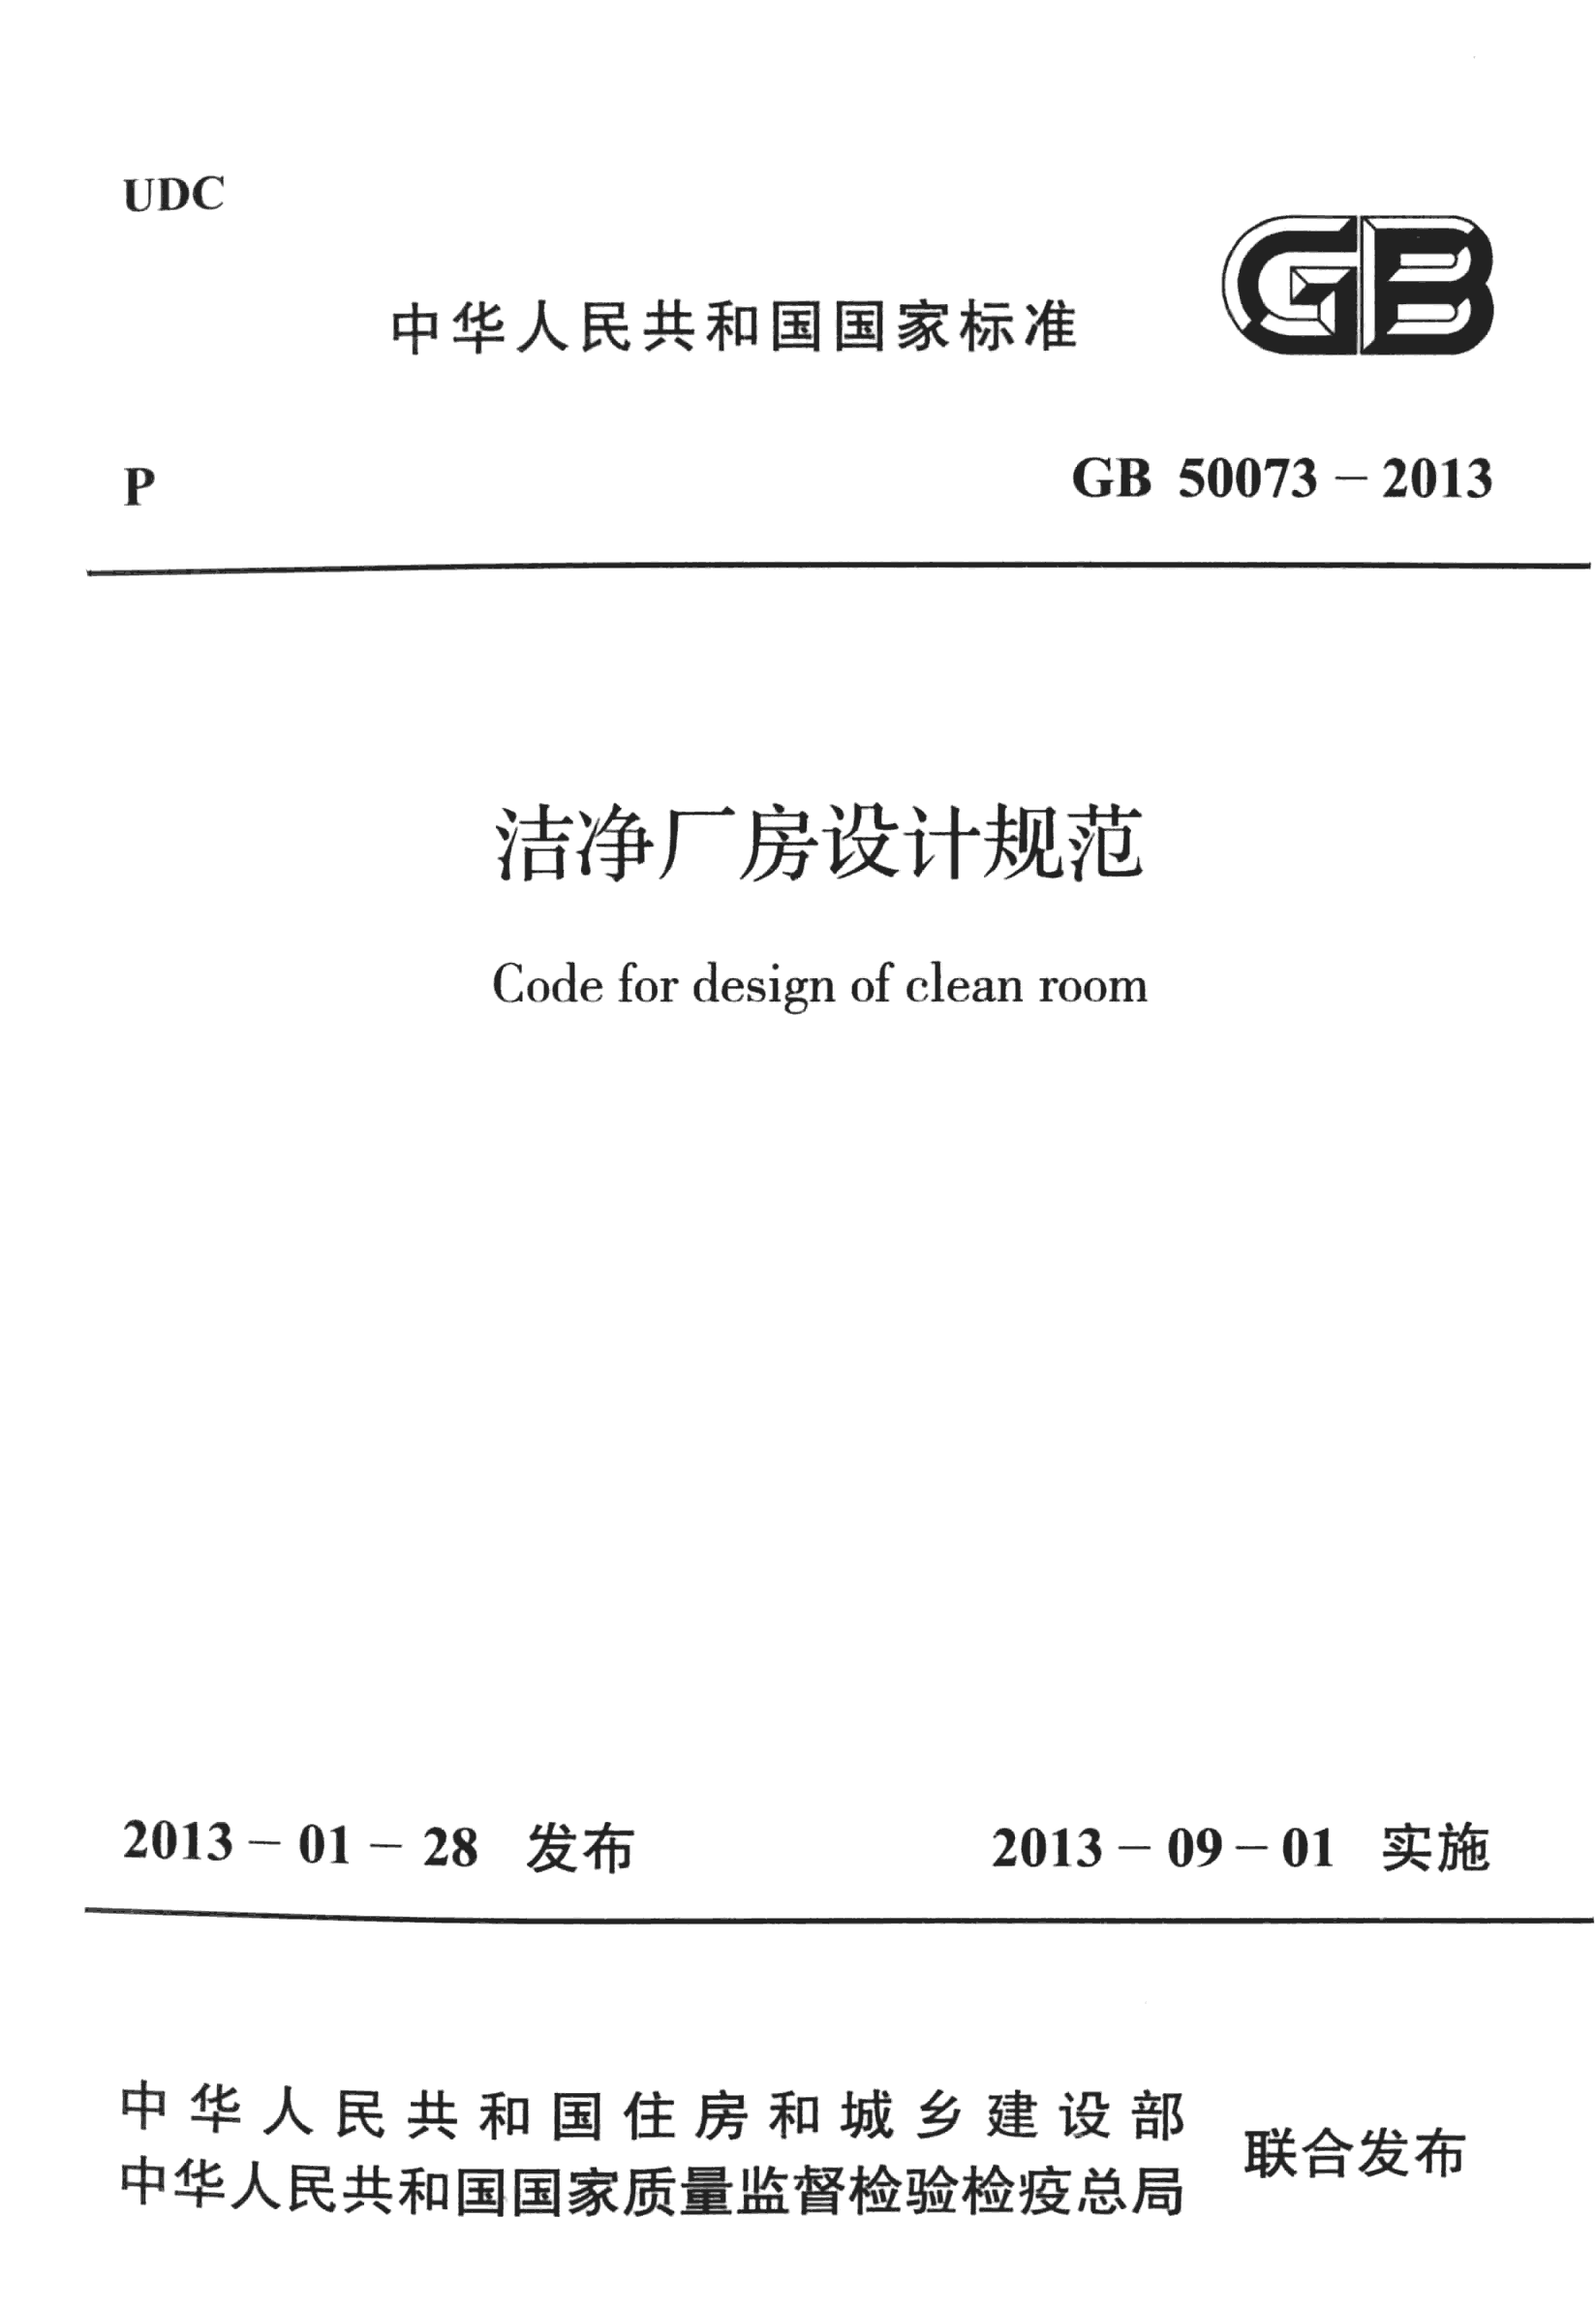 UDC
GB
中华人民共和国国家标准
P
GB 50073－2013
洁净厂房设计规范
Code for design of clean room
2013－01－28 发布
2013－09－01 实施
中华人民共和国住房和城乡建设部
中华人民共和国国家质量监督检验检疫总局
联合发布